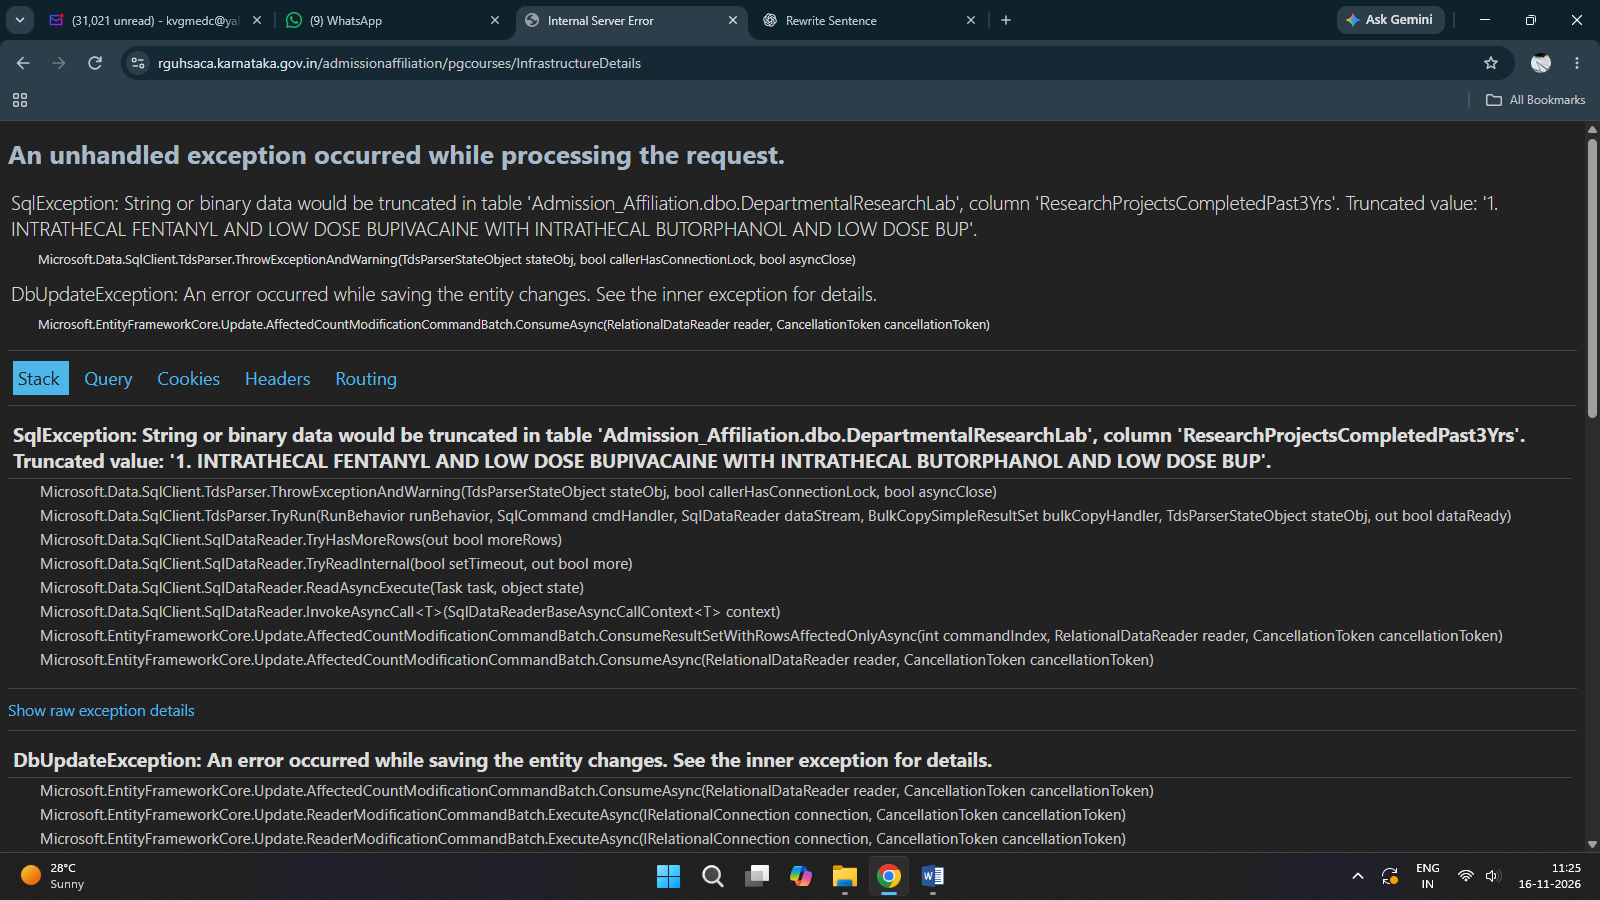 (31,021 unread) - kvgmedc@ya
(9) WhatsApp
Internal Server Error
Rewrite Sentence
Ask Gemini
rguhsaca.karnataka.gov.in/admissionaffiliation/pgcourses/InfrastructureDetails
All Bookmarks
An unhandled exception occurred while processing the request.
SqlException: String or binary data would be truncated in table 'Admission_Affiliation.dbo.DepartmentalResearchLab', column 'ResearchProjectsCompletedPast3Yrs'. Truncated value: '1.
INTRATHECAL FENTANYL AND LOW DOSE BUPIVACAINE WITH INTRATHECAL BUTORPHANOL AND LOW DOSE BUP'.
Microsoft.Data.SqlClient.TdsParser.ThrowExceptionAndWarning(TdsParserStateObject stateObj, bool callerHasConnectionLock, bool asyncClose)
DbUpdateException: An error occurred while saving the entity changes. See the inner exception for details.
Microsoft.EntityFrameworkCore.Update.AffectedCountModificationCommandBatch.ConsumeAsync(RelationalDataReader reader, CancellationToken cancellationToken)
Stack Query Cookies Headers Routing
SqlException: String or binary data would be truncated in table 'Admission_Affiliation.dbo.DepartmentalResearchLab', column 'ResearchProjectsCompletedPast3Yrs'.
Truncated value: '1. INTRATHECAL FENTANYL AND LOW DOSE BUPIVACAINE WITH INTRATHECAL BUTORPHANOL AND LOW DOSE BUP'.
Microsoft.Data.SqlClient.TdsParser.ThrowExceptionAndWarning(TdsParserStateObject stateObj, bool callerHasConnectionLock, bool asyncClose)
Microsoft.Data.SqlClient.TdsParser.TryRun(RunBehavior runBehavior, SqlCommand cmdHandler, SqlDataReader dataStream, BulkCopySimpleResultSet bulkCopyHandler, TdsParserStateObject stateObj, out bool dataReady)
Microsoft.Data.SqlClient.SqlDataReader.TryHasMoreRows(out bool moreRows)
Microsoft.Data.SqlClient.SqlDataReader.TryReadInternal(bool setTimeout, out bool more)
Microsoft.Data.SqlClient.SqlDataReader.ReadAsyncExecute(Task task, object state)
Microsoft.Data.SqlClient.SqlDataReader.InvokeAsyncCall<T>(SqlDataReaderBaseAsyncCallContext<T> context)
Microsoft.EntityFrameworkCore.Update.AffectedCountModificationCommandBatch.ConsumeResultSetWithRowsAffectedOnlyAsync(int commandIndex, RelationalDataReader reader, CancellationToken cancellationToken)
Microsoft.EntityFrameworkCore.Update.AffectedCountModificationCommandBatch.ConsumeAsync(RelationalDataReader reader, CancellationToken cancellationToken)
Show raw exception details
DbUpdateException: An error occurred while saving the entity changes. See the inner exception for details.
Microsoft.EntityFrameworkCore.Update.AffectedCountModificationCommandBatch.ConsumeAsync(RelationalDataReader reader, CancellationToken cancellationToken)
Microsoft.EntityFrameworkCore.Update.ReaderModificationCommandBatch.ExecuteAsync(IRelationalConnection connection, CancellationToken cancellationToken)
Microsoft.EntityFrameworkCore.Update.ReaderModificationCommandBatch.ExecuteAsync(IRelationalConnection connection, CancellationToken cancellationToken)
28°C
Sunny
ENG
IN
11:25
16-11-2026